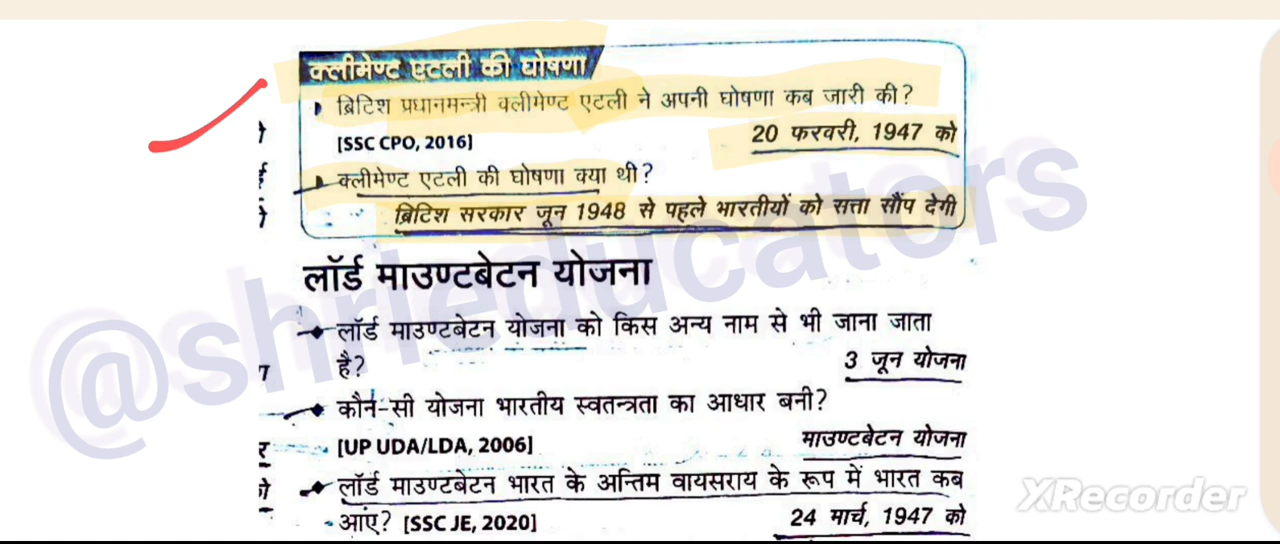 क्लीमेण्ट एटली की घोषणा
ब्रिटिश प्रधानमन्त्री क्लीमेण्ट एटली ने अपनी घोषणा कब जारी की?
[SSC CPO, 2016] 20 फरवरी, 1947 को
क्लीमेण्ट एटली की घोषणा क्या थी?
ब्रिटिश सरकार जून 1948 से पहले भारतीयों को सत्ता सौंप देगी
लॉर्ड माउण्टबेटन योजना
लॉर्ड माउण्टबेटन योजना को किस अन्य नाम से भी जाना जाता
है? 3 जून योजना
कौन-सी योजना भारतीय स्वतन्त्रता का आधार बनी?
[UP UDA/LDA, 2006] माउण्टबेटन योजना
लॉर्ड माउण्टबेटन भारत के अन्तिम वायसराय के रूप में भारत कब
आएं? [SSC JE, 2020] 24 मार्च, 1947 को
@shrieducators
XRecorder